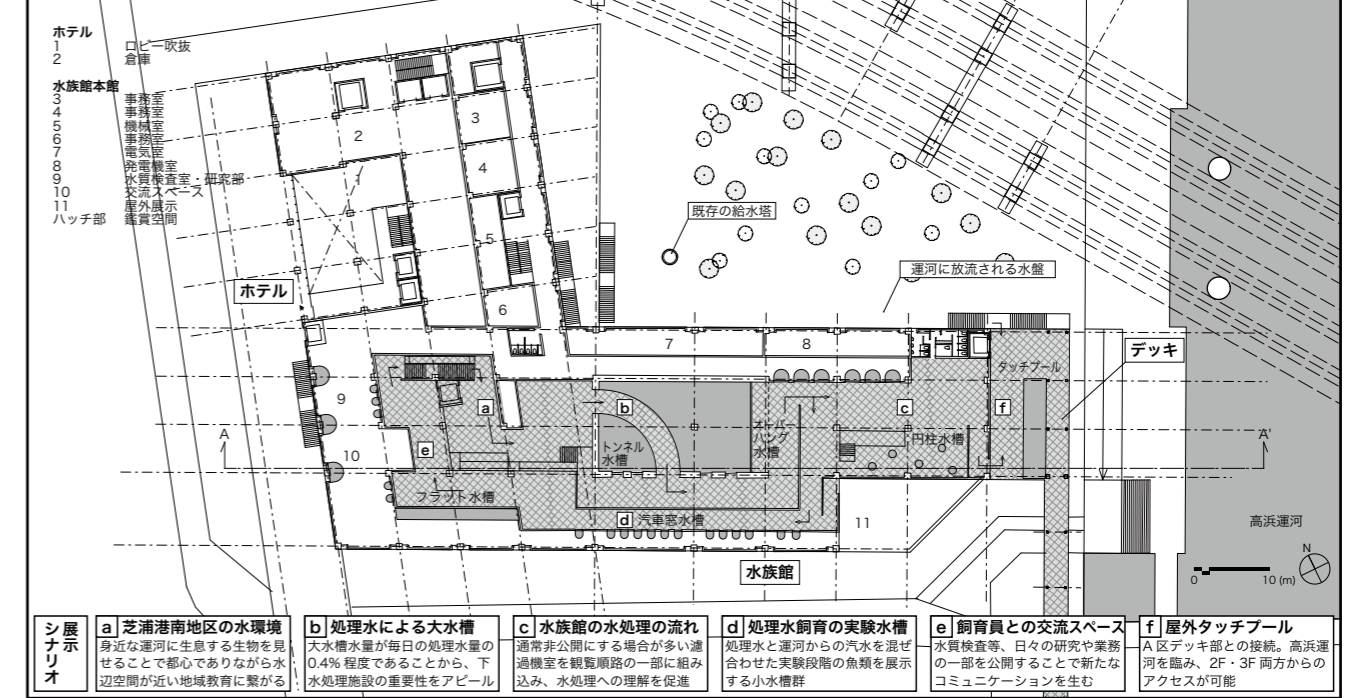 ホテル
1 ロビー吹抜
2 倉庫
水族館本館
3 事務室
4 事務室
5 機械室
6 事務室
7 電気室
8 発電機室
9 水質検査室・研究部
10 交流スペース
11 屋外展示
ハッチ部 鑑賞空間
2
3
1
4
5
6
既存の給水塔
運河に放流される水盤
ホテル
7
8
デッキ
タッチプール
9
a
b
c
f
A
トンネル
水槽
オーバー
ハング
水槽
円柱水槽
A'
10
e
フラット水槽
d 汽車窓水槽
11
高浜運河
水族館
N
0 10 (m)
展示
シナリオ
a 芝浦港南地区の水環境
身近な運河に生息する生物を見
せることで都心でありながら水
辺空間が近い地域教育に繋がる
b 処理水による大水槽
大水槽水量が毎日の処理水量の
0.4% 程度であることから、下
水処理施設の重要性をアピール
c 水族館の水処理の流れ
通常非公開にする場合が多い濾
過機室を観覧順路の一部に組み
込み、水処理への理解を促進
d 処理水飼育の実験水槽
処理水と運河からの汽水を混ぜ
合わせた実験段階の魚類を展示
する小水槽群
e 飼育員との交流スペース
水質検査等、日々の研究や業務
の一部を公開することで新たな
コミュニケーションを生む
f 屋外タッチプール
A 区デッキ部との接続。高浜運
河を臨み、2F・3F 両方からの
アクセスが可能